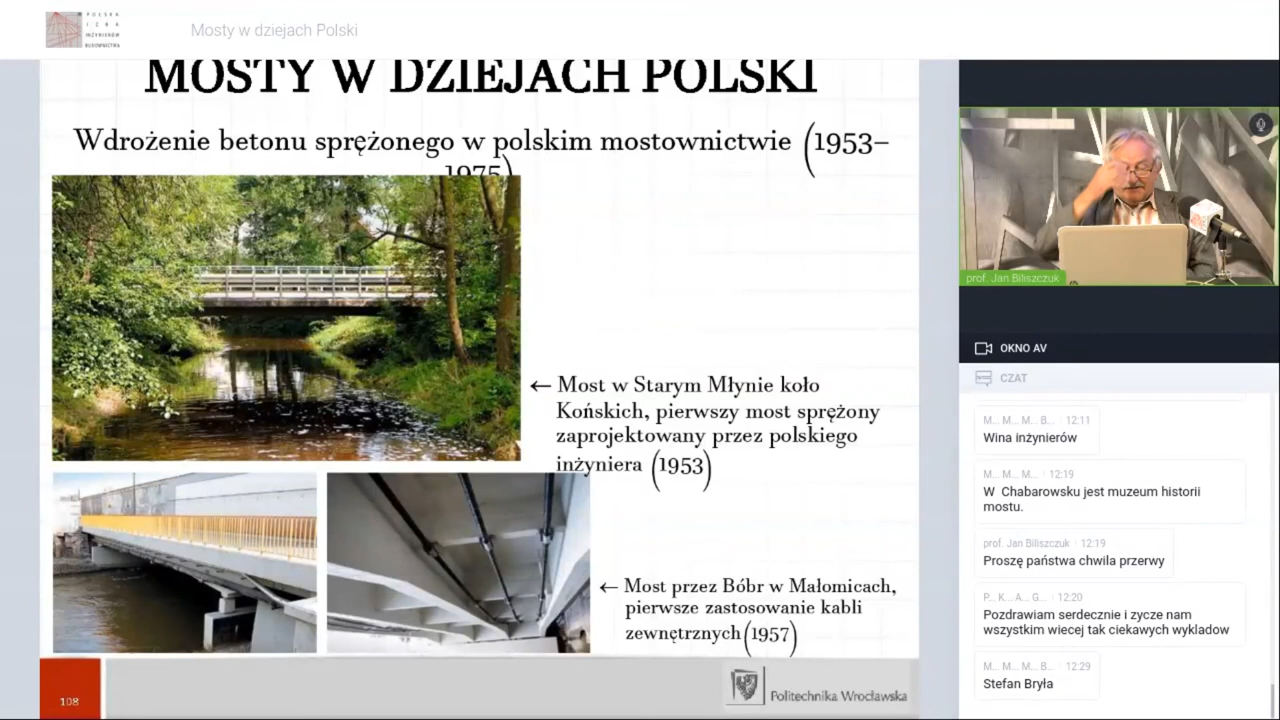 POLSKA
IZBA
INŻYNIERÓW
BUDOWNICTWA
Mosty w dziejach Polski
MOSTY W DZIEJACH POLSKI
Wdrożenie betonu sprężonego w polskim mostownictwie (1953–
1975)
← Most w Starym Młynie koło
Końskich, pierwszy most sprężony
zaprojektowany przez polskiego
inżyniera (1953)
← Most przez Bóbr w Małomicach,
pierwsze zastosowanie kabli
zewnętrznych(1957)
108
Politechnika Wrocławska
prof. Jan Biliszczuk
OKNO AV
CZAT
M... M... M... B... 12:11
Wina inżynierów
M... M... M... 12:19
W Chabarowsku jest muzeum historii
mostu.
prof. Jan Biliszczuk 12:19
Proszę państwa chwila przerwy
P... K... A... G... 12:20
Pozdrawiam serdecznie i zycze nam
wszystkim wiecej tak ciekawych wykladow
M... M... M... B... 12:29
Stefan Bryła